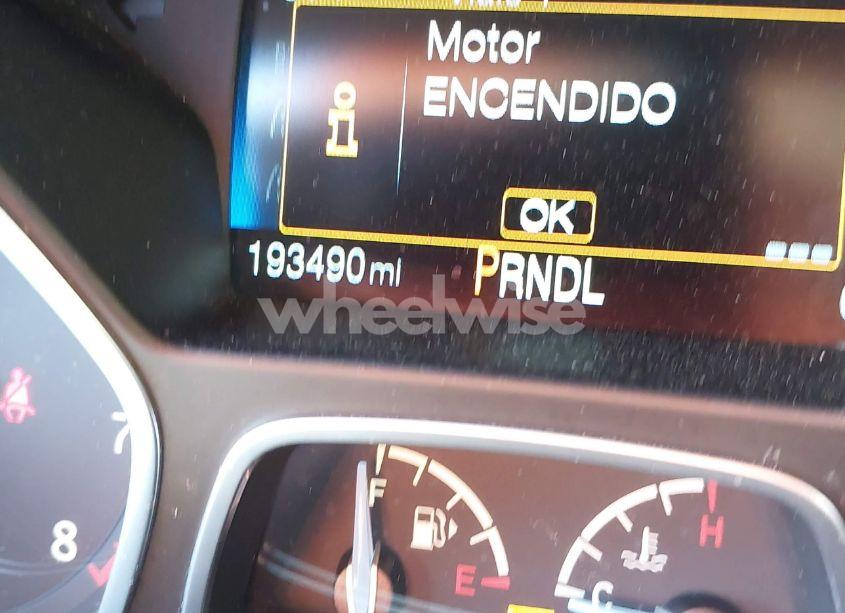 Motor
ENCENDIDO
i
OK
193490 mi
PRNDL
wheelwise
7
8
F
E
H
C